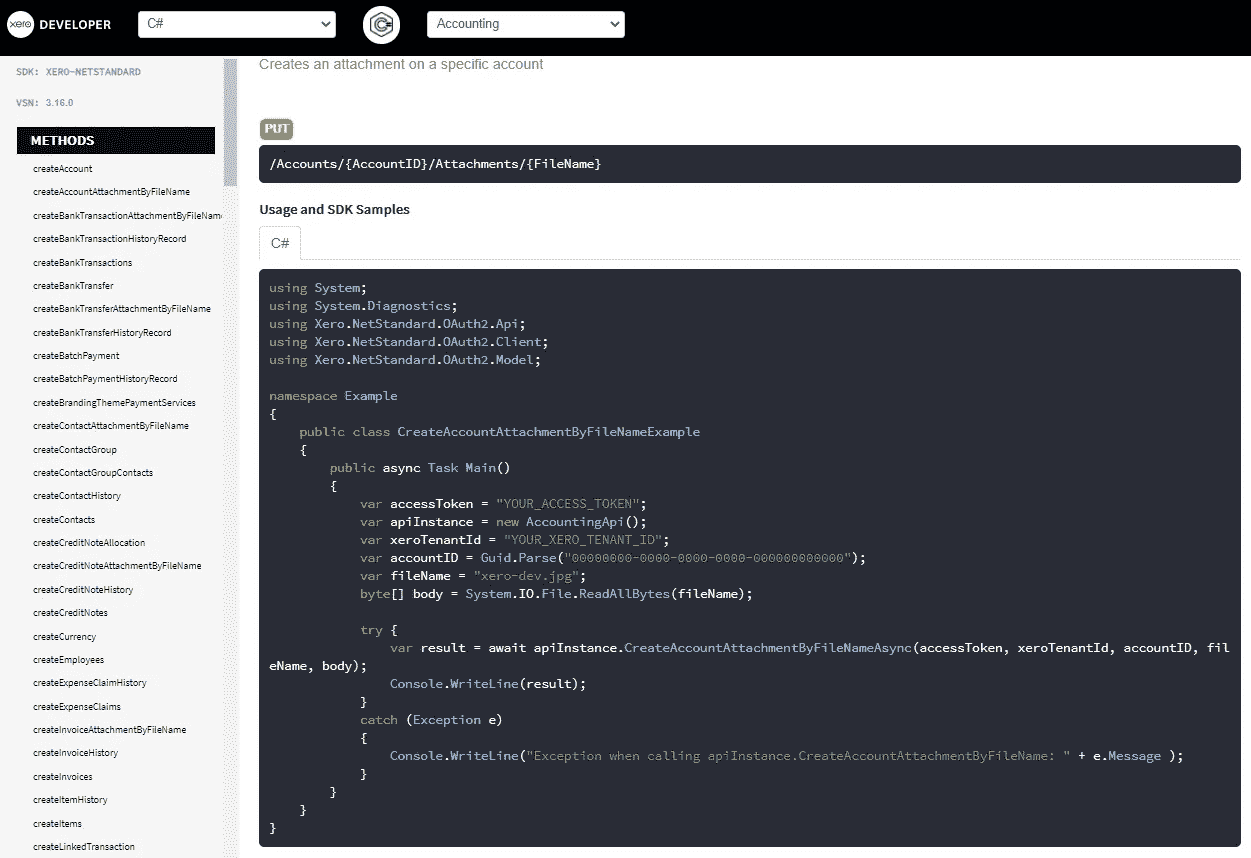 xero DEVELOPER C# Accounting
SDK: XERO-NETSTANDARD
VSN: 3.16.0
METHODS
createAccount
createAccountAttachmentByFileName
createBankTransactionAttachmentByFileName
createBankTransactionHistoryRecord
createBankTransactions
createBankTransfer
createBankTransferAttachmentByFileName
createBankTransferHistoryRecord
createBatchPayment
createBatchPaymentHistoryRecord
createBrandingThemePaymentServices
createContactAttachmentByFileName
createContactGroup
createContactGroupContacts
createContactHistory
createContacts
createCreditNoteAllocation
createCreditNoteAttachmentByFileName
createCreditNoteHistory
createCreditNotes
createCurrency
createEmployees
createExpenseClaimHistory
createExpenseClaims
createInvoiceAttachmentByFileName
createInvoiceHistory
createInvoices
createItemHistory
createItems
createLinkedTransaction
Creates an attachment on a specific account
PUT
/Accounts/{AccountID}/Attachments/{FileName}
Usage and SDK Samples
C#
using System;
using System.Diagnostics;
using Xero.NetStandard.OAuth2.Api;
using Xero.NetStandard.OAuth2.Client;
using Xero.NetStandard.OAuth2.Model;
namespace Example
{
public class CreateAccountAttachmentByFileNameExample
{
public async Task Main()
{
var accessToken = "YOUR_ACCESS_TOKEN";
var apiInstance = new AccountingApi();
var xeroTenantId = "YOUR_XERO_TENANT_ID";
var accountID = Guid.Parse("00000000-0000-0000-0000-000000000000");
var fileName = "xero-dev.jpg";
byte[] body = System.IO.File.ReadAllBytes(fileName);
try {
var result = await apiInstance.CreateAccountAttachmentByFileNameAsync(accessToken, xeroTenantId, accountID, fil
eName, body);
Console.WriteLine(result);
}
catch (Exception e)
{
Console.WriteLine("Exception when calling apiInstance.CreateAccountAttachmentByFileName: " + e.Message );
}
}
}
}